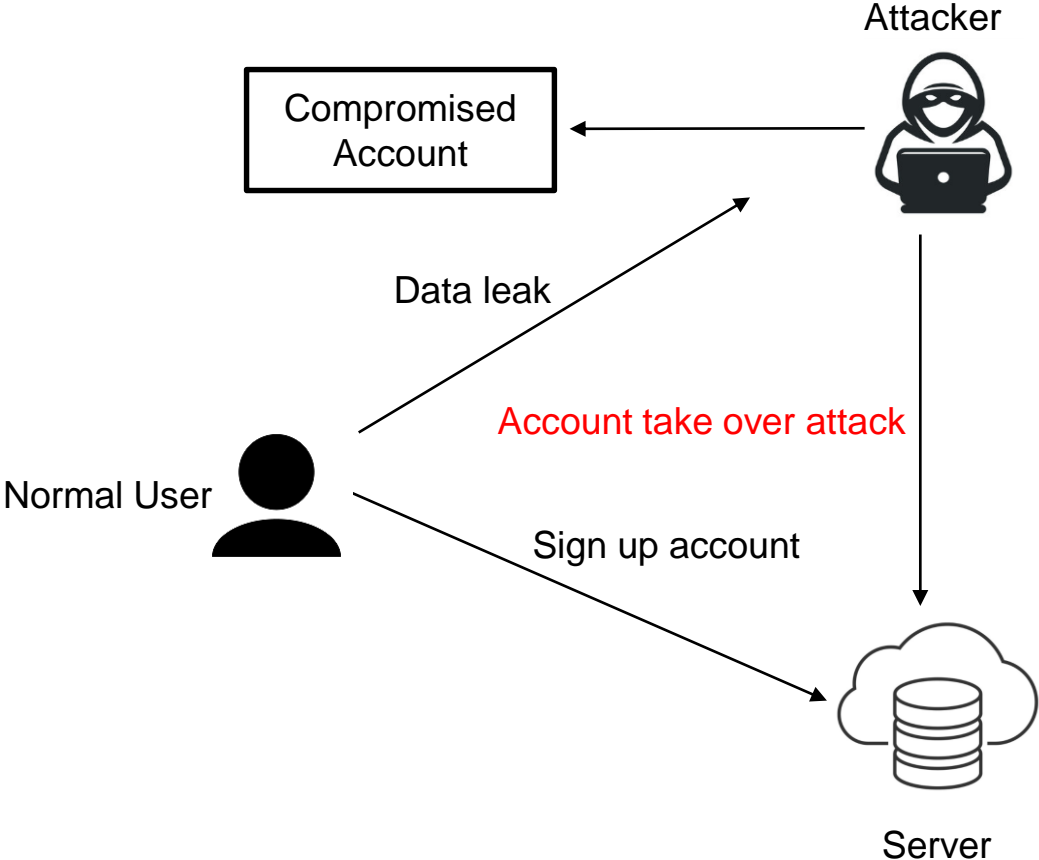 Attacker
Compromised
Account
Data leak
Account take over attack
Normal User
Sign up account
Server